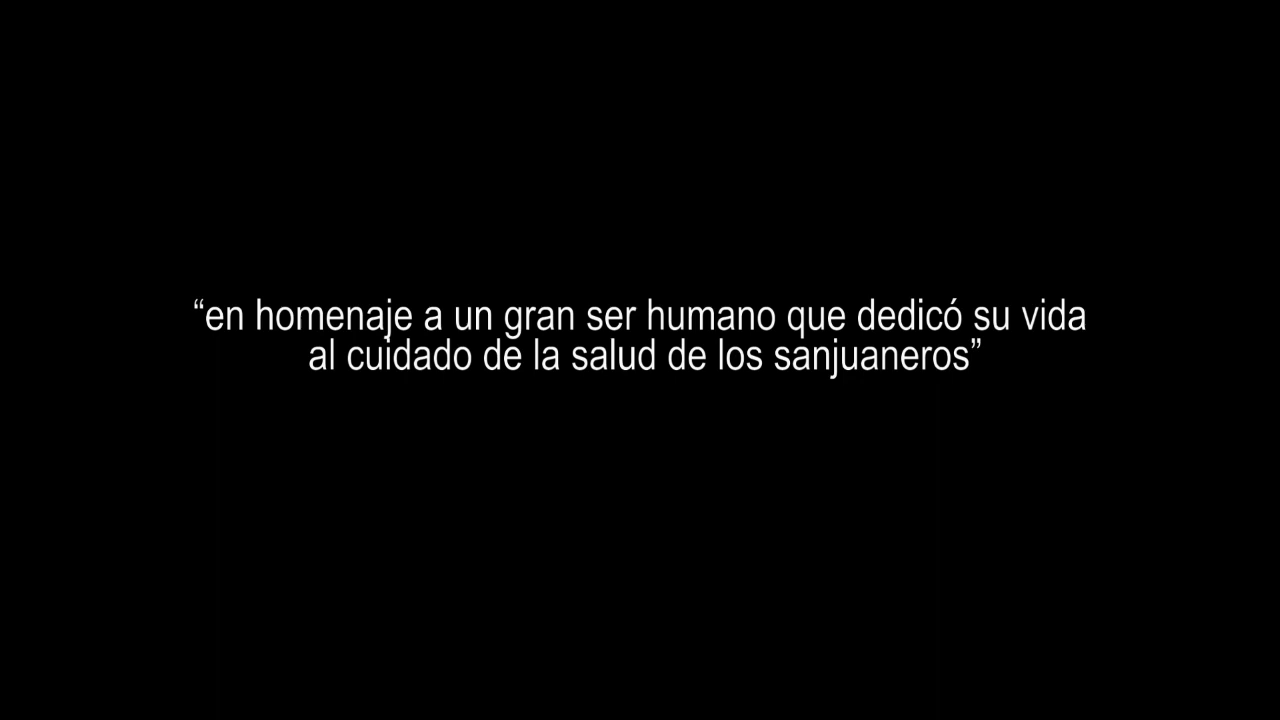 “en homenaje a un gran ser humano que dedicó su vida
al cuidado de la salud de los sanjuaneros”